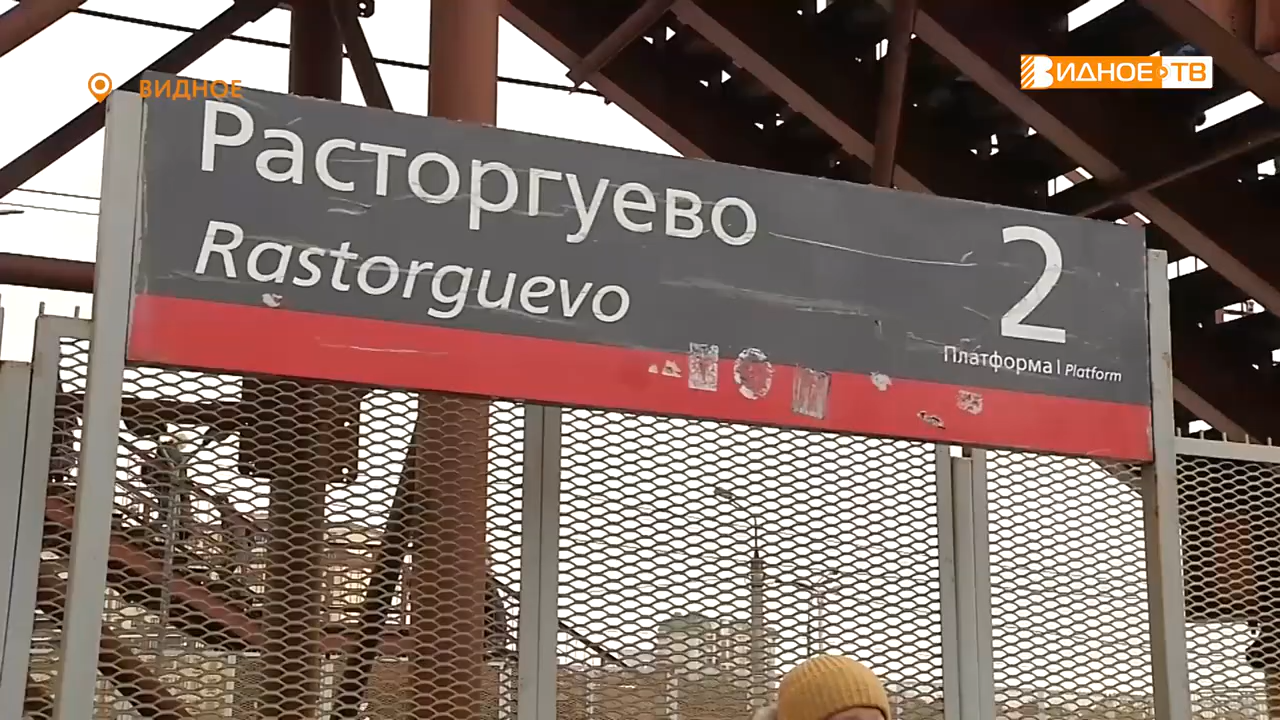 ВИДНОЕ
ВИДНОЕ ТВ
Расторгуево
Rastorguevo
2
Платформа | Platform